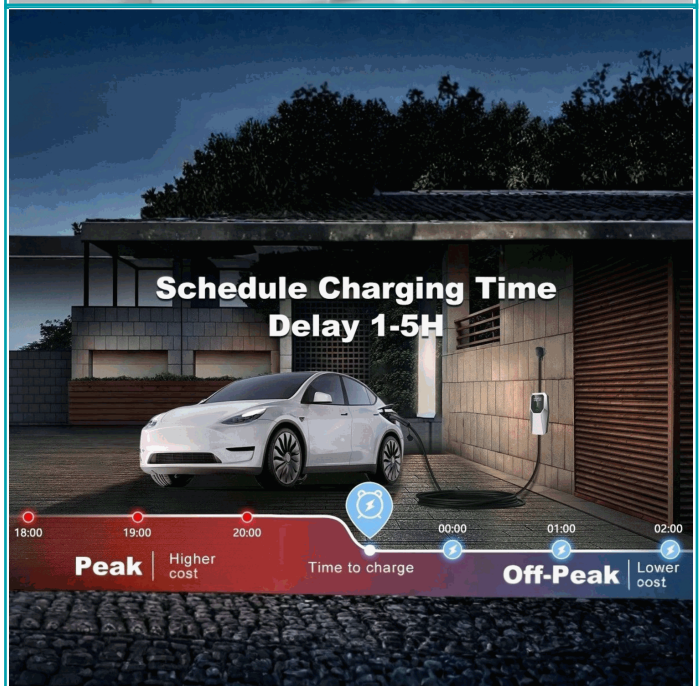 Schedule Charging Time
Delay 1-5H
18:00
19:00
20:00
00:00
01:00
02:00
Peak
Higher
cost
Time to charge
Off-Peak
Lower
oost